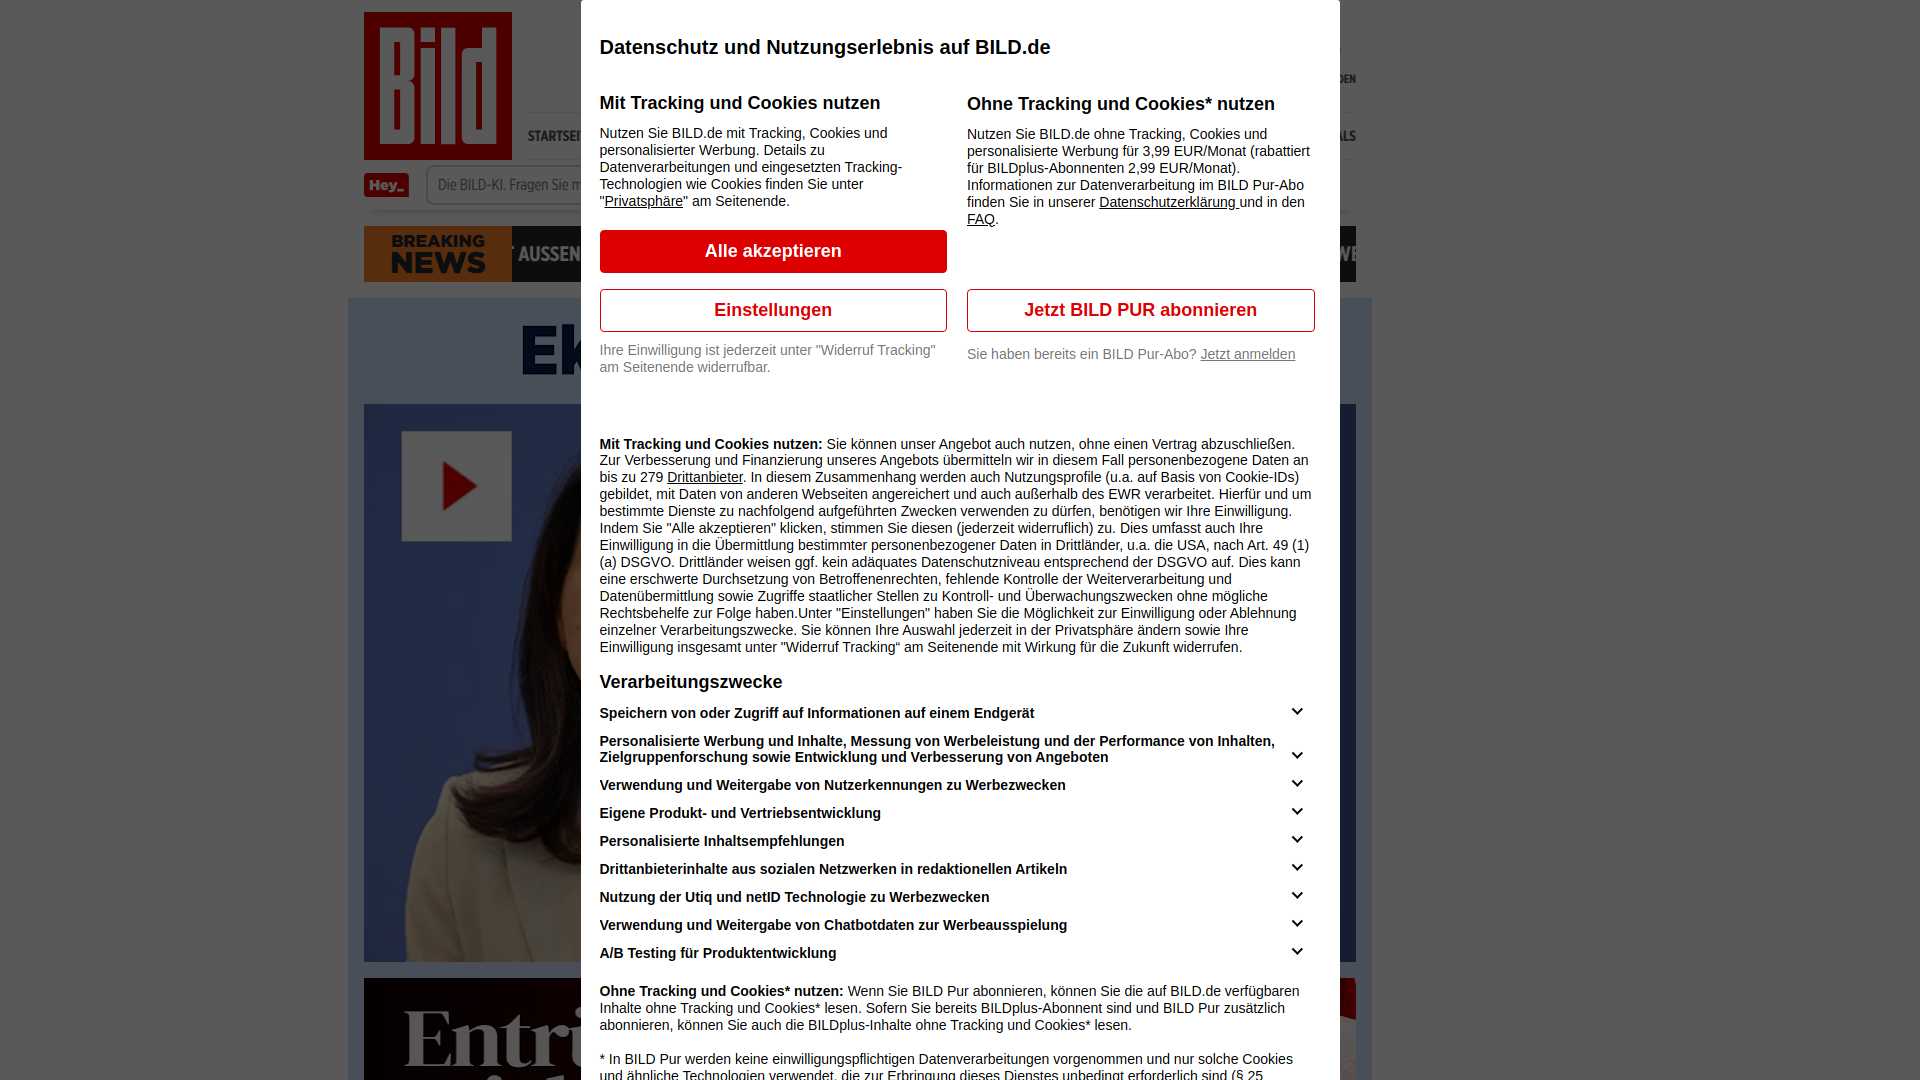 Bild
DEN
STARTSEI
ALS
Hey_
Die BILD-KI. Fragen Sie m
BREAKING
NEWS
AUSSEN
WE
Ek
Datenschutz und Nutzungserlebnis auf BILD.de
Mit Tracking und Cookies nutzen
Nutzen Sie BILD.de mit Tracking, Cookies und
personalisierter Werbung. Details zu
Datenverarbeitungen und eingesetzten Tracking-
Technologien wie Cookies finden Sie unter
"Privatsphäre" am Seitenende.
Alle akzeptieren
Einstellungen
Ihre Einwilligung ist jederzeit unter "Widerruf Tracking"
am Seitenende widerrufbar.
Ohne Tracking und Cookies* nutzen
Nutzen Sie BILD.de ohne Tracking, Cookies und
personalisierte Werbung für 3,99 EUR/Monat (rabattiert
für BILDplus-Abonnenten 2,99 EUR/Monat).
Informationen zur Datenverarbeitung im BILD Pur-Abo
finden Sie in unserer Datenschutzerklärung und in den
FAQ.
Jetzt BILD PUR abonnieren
Sie haben bereits ein BILD Pur-Abo? Jetzt anmelden
Mit Tracking und Cookies nutzen: Sie können unser Angebot auch nutzen, ohne einen Vertrag abzuschließen.
Zur Verbesserung und Finanzierung unseres Angebots übermitteln wir in diesem Fall personenbezogene Daten an
bis zu 279 Drittanbieter. In diesem Zusammenhang werden auch Nutzungsprofile (u.a. auf Basis von Cookie-IDs)
gebildet, mit Daten von anderen Webseiten angereichert und auch außerhalb des EWR verarbeitet. Hierfür und um
bestimmte Dienste zu nachfolgend aufgeführten Zwecken verwenden zu dürfen, benötigen wir Ihre Einwilligung.
Indem Sie "Alle akzeptieren" klicken, stimmen Sie diesen (jederzeit widerruflich) zu. Dies umfasst auch Ihre
Einwilligung in die Übermittlung bestimmter personenbezogener Daten in Drittländer, u.a. die USA, nach Art. 49 (1)
(a) DSGVO. Drittländer weisen ggf. kein adäquates Datenschutzniveau entsprechend der DSGVO auf. Dies kann
eine erschwerte Durchsetzung von Betroffenenrechten, fehlende Kontrolle der Weiterverarbeitung und
Datenübermittlung sowie Zugriffe staatlicher Stellen zu Kontroll- und Überwachungszwecken ohne mögliche
Rechtsbehelfe zur Folge haben.Unter "Einstellungen" haben Sie die Möglichkeit zur Einwilligung oder Ablehnung
einzelner Verarbeitungszwecke. Sie können Ihre Auswahl jederzeit in der Privatsphäre ändern sowie Ihre
Einwilligung insgesamt unter "Widerruf Tracking“ am Seitenende mit Wirkung für die Zukunft widerrufen.
Verarbeitungszwecke
Speichern von oder Zugriff auf Informationen auf einem Endgerät
Personalisierte Werbung und Inhalte, Messung von Werbeleistung und der Performance von Inhalten,
Zielgruppenforschung sowie Entwicklung und Verbesserung von Angeboten
Verwendung und Weitergabe von Nutzerkennungen zu Werbezwecken
Eigene Produkt- und Vertriebsentwicklung
Personalisierte Inhaltsempfehlungen
Drittanbieterinhalte aus sozialen Netzwerken in redaktionellen Artikeln
Nutzung der Utiq und netID Technologie zu Werbezwecken
Verwendung und Weitergabe von Chatbotdaten zur Werbeausspielung
A/B Testing für Produktentwicklung
Ohne Tracking und Cookies* nutzen: Wenn Sie BILD Pur abonnieren, können Sie die auf BILD.de verfügbaren
Inhalte ohne Tracking und Cookies* lesen. Sofern Sie bereits BILDplus-Abonnent sind und BILD Pur zusätzlich
abonnieren, können Sie auch die BILDplus-Inhalte ohne Tracking und Cookies* lesen.
* In BILD Pur werden keine einwilligungspflichtigen Datenverarbeitungen vorgenommen und nur solche Cookies
und ähnliche Technologien verwendet, die zur Erbringung dieses Dienstes unbedingt erforderlich sind (§ 25
Entrü